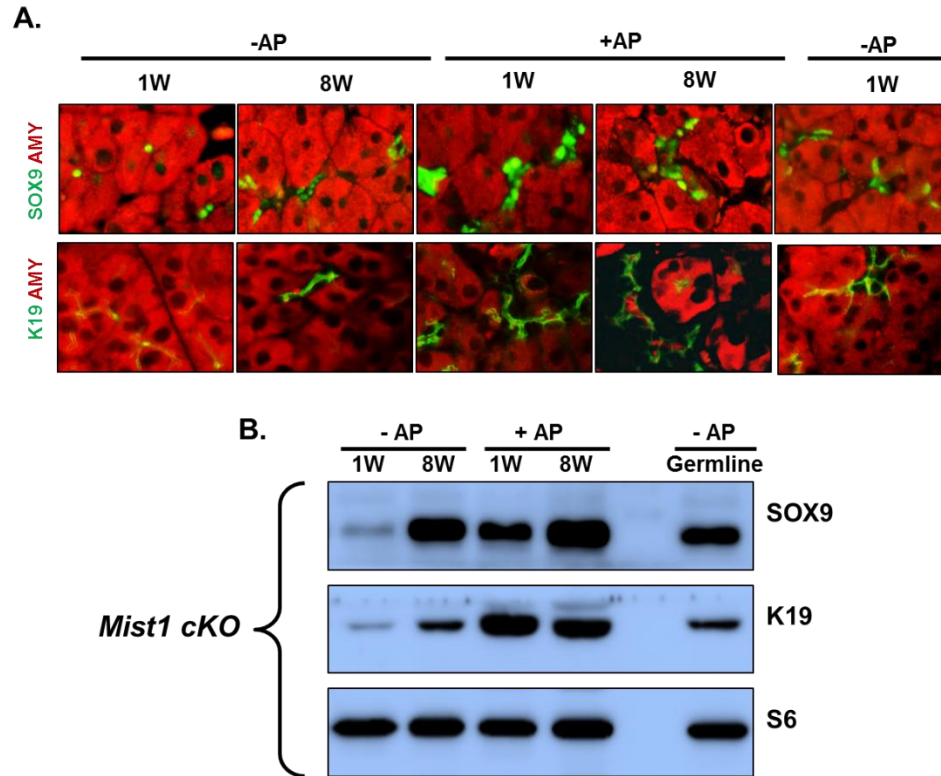 A.
-AP +AP -AP
1W 8W 1W 8W 1W
SOX9 AMY
K19 AMY
B.
- AP + AP - AP
1W 8W 1W 8W Germline
SOX9
K19
S6
Mist1 cKO